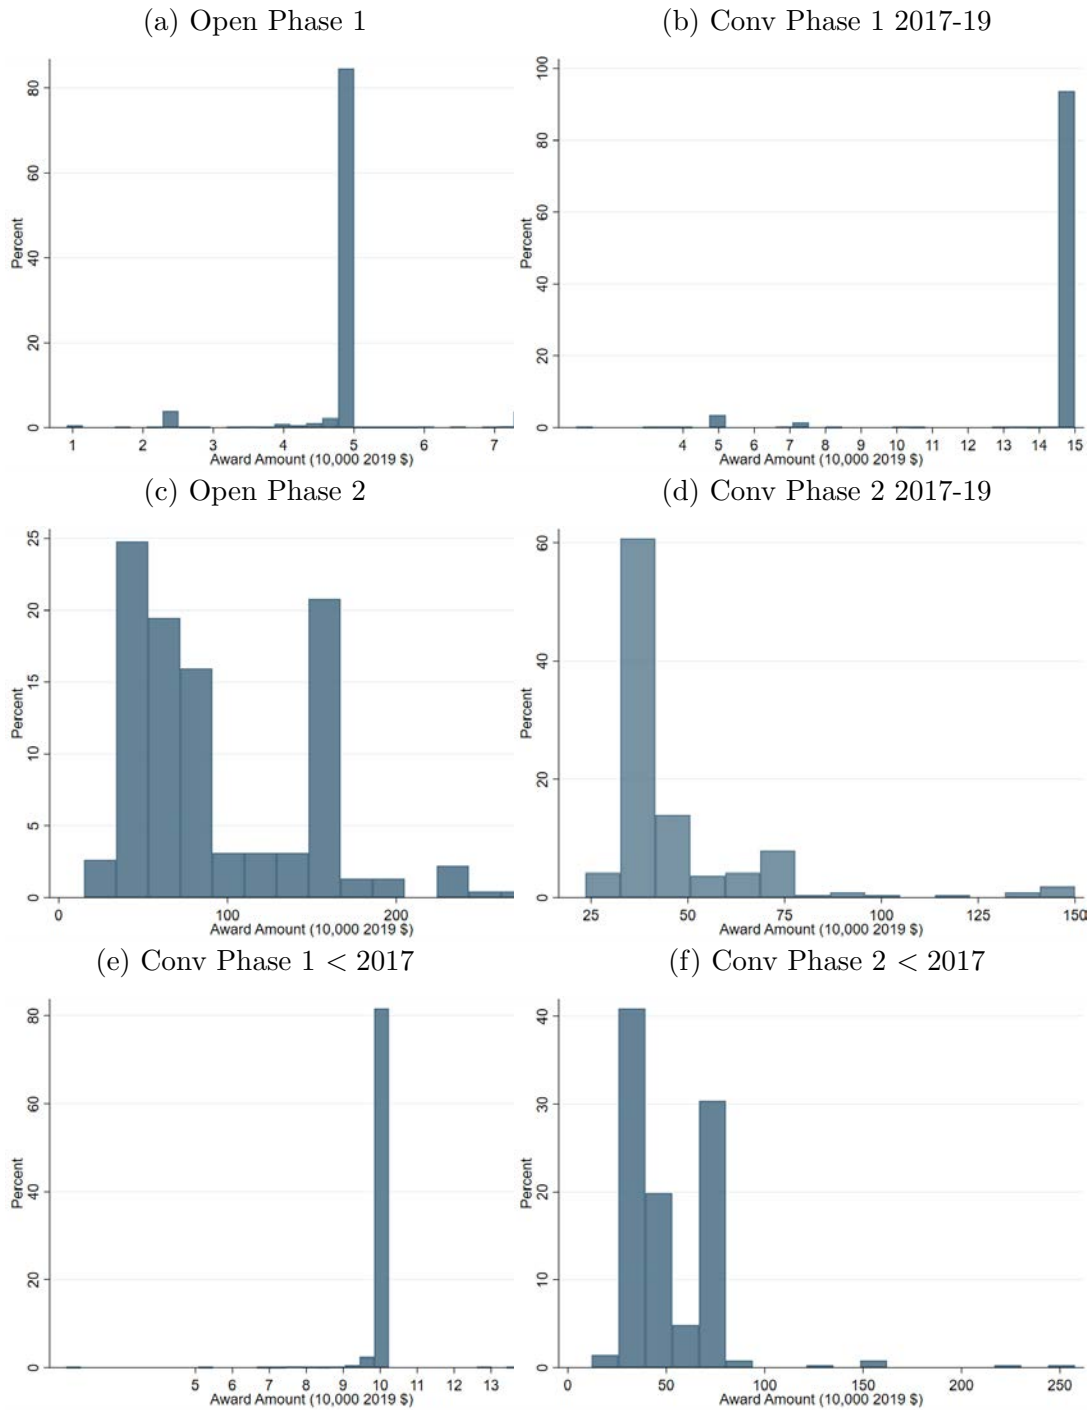 (a) Open Phase 1
(b) Conv Phase 1 2017-19
Percent
0 20 40 60 80
1 2 3 4 5 6 7
Award Amount (10,000 2019 $)
Percent
0 20 40 60 80 100
4 5 6 7 8 9 10 11 12 13 14 15
Award Amount (10,000 2019 $)
(c) Open Phase 2
(d) Conv Phase 2 2017-19
Percent
0 5 10 15 20 25
0 100 200
Award Amount (10,000 2019 $)
Percent
0 20 40 60
25 50 75 100 125 150
Award Amount (10,000 2019 $)
(e) Conv Phase 1 < 2017
(f) Conv Phase 2 < 2017
Percent
0 20 40 60 80
5 6 7 8 9 10 11 12 13
Award Amount (10,000 2019 $)
Percent
0 10 20 30 40
0 50 100 150 200 250
Award Amount (10,000 2019 $)